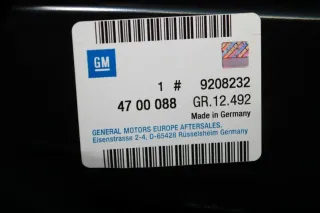 GM
1 # 9208232
47 00 088 GR.12.492
Made in Germany
GENERAL MOTORS EUROPE AFTERSALES.
Eisenstrasse 2-4, D-65428 Rüsselsheim Germany